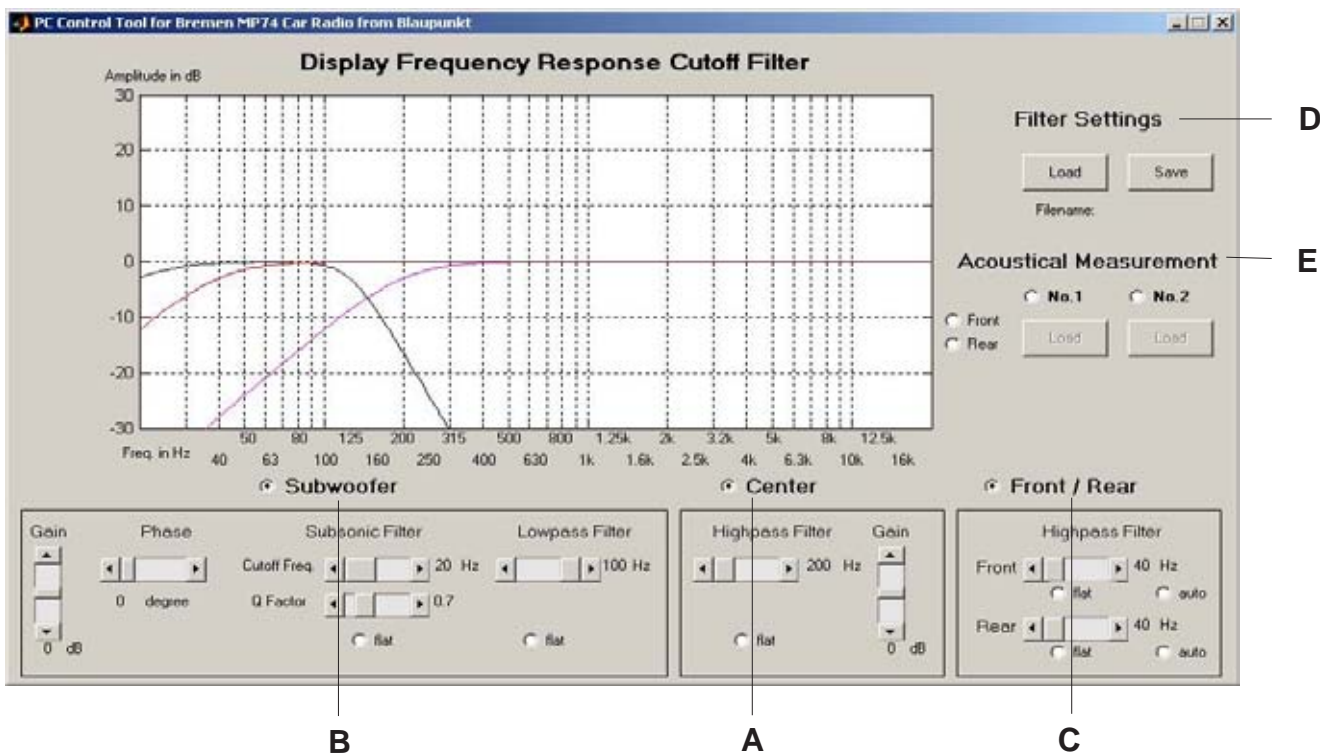 PC Control Tool for Bremen MP74 Car Radio from Blaupunkt
Display Frequency Response Cutoff Filter
Amplitude in dB
30
20
10
0
-10
-20
-30
50 80 125 200 315 500 800 1.25k 2k 3.2k 5k 8k 12.5k
Freq. in Hz 40 63 100 160 250 400 630 1k 1.6k 2.5k 4k 6.3k 10k 16k
Filter Settings D
Load Save
Filename:
Acoustical Measurement E
No.1 No.2
Front
Rear
Load Load
Subwoofer
Gain Phase Subsonic Filter Lowpass Filter
Cutoff Freq. 20 Hz 100 Hz
0 degree Q Factor 0.7
flat flat
0 dB
Center
Highpass Filter Gain
200 Hz
flat
0 dB
Front / Rear
Highpass Filter
Front 40 Hz
flat auto
Rear 40 Hz
flat auto
B A C